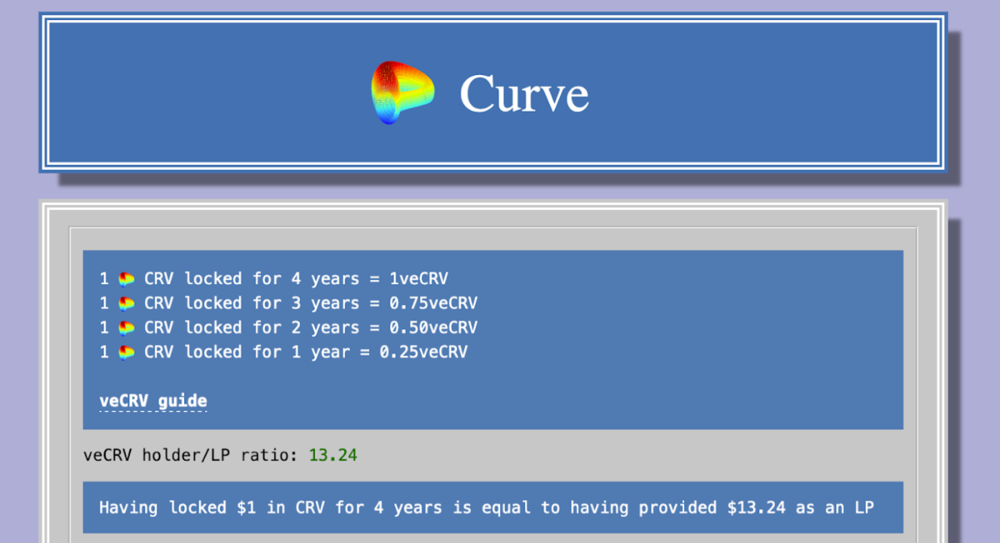 Curve
1 CRV locked for 4 years = 1veCRV
1 CRV locked for 3 years = 0.75veCRV
1 CRV locked for 2 years = 0.50veCRV
1 CRV locked for 1 year = 0.25veCRV
veCRV guide
veCRV holder/LP ratio: 13.24
Having locked $1 in CRV for 4 years is equal to having provided $13.24 as an LP